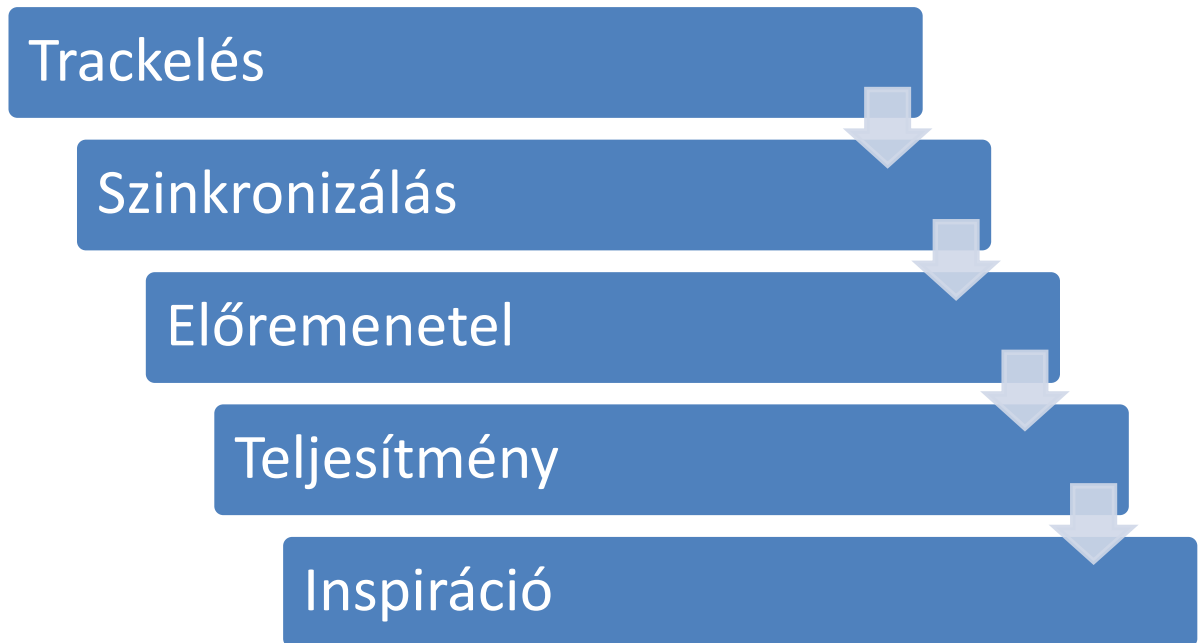 Trackelés
Szinkronizálás
Előremenetel
Teljesítmény
Inspiráció